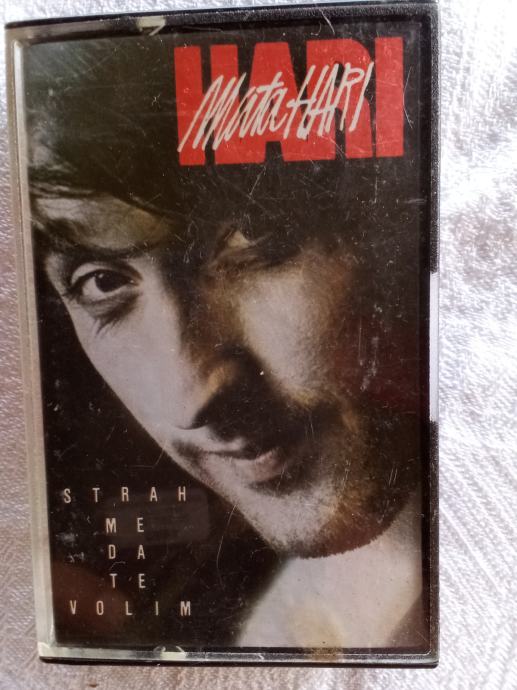 HARI
Mata HARI
STRAH
ME
DA
TE
VOLIM